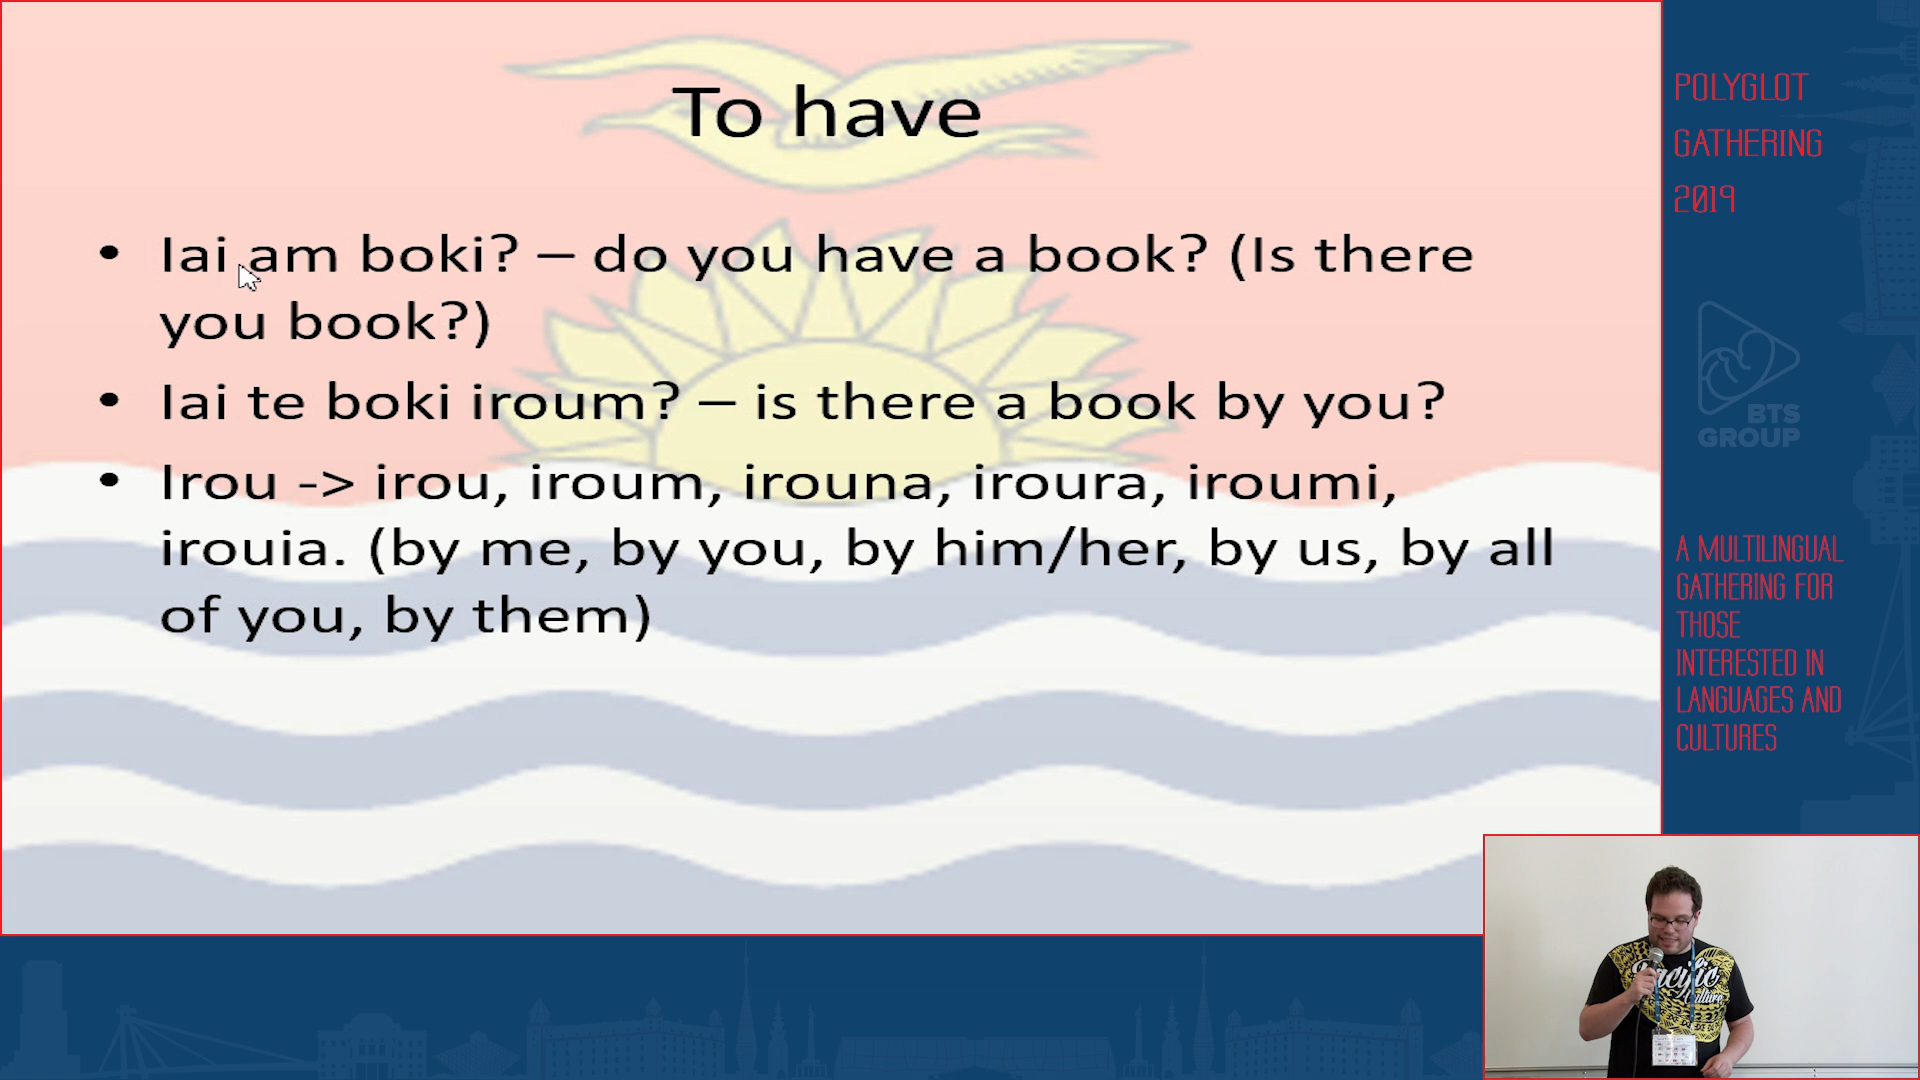 To have
• Iai am boki? – do you have a book? (Is there
you book?)
• Iai te boki iroum? – is there a book by you?
• Irou -> irou, iroum, irouna, iroura, iroumi,
irouia. (by me, by you, by him/her, by us, by all
of you, by them)
POLYGLOT
GATHERING
2019
BTS
GROUP
A MULTILINGUAL
GATHERING FOR
THOSE
INTERESTED IN
LANGUAGES AND
CULTURES
Pacific
Culture